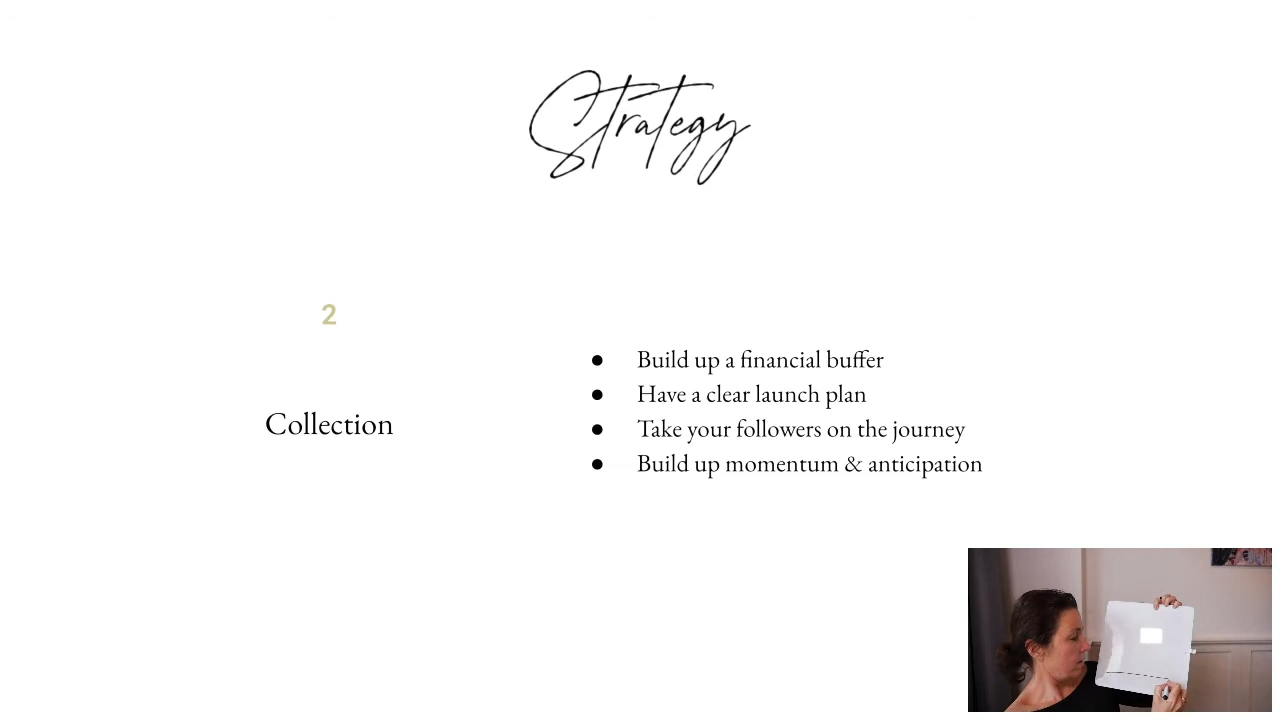 Strategy
2
Collection
● Build up a financial buffer
● Have a clear launch plan
● Take your followers on the journey
● Build up momentum & anticipation